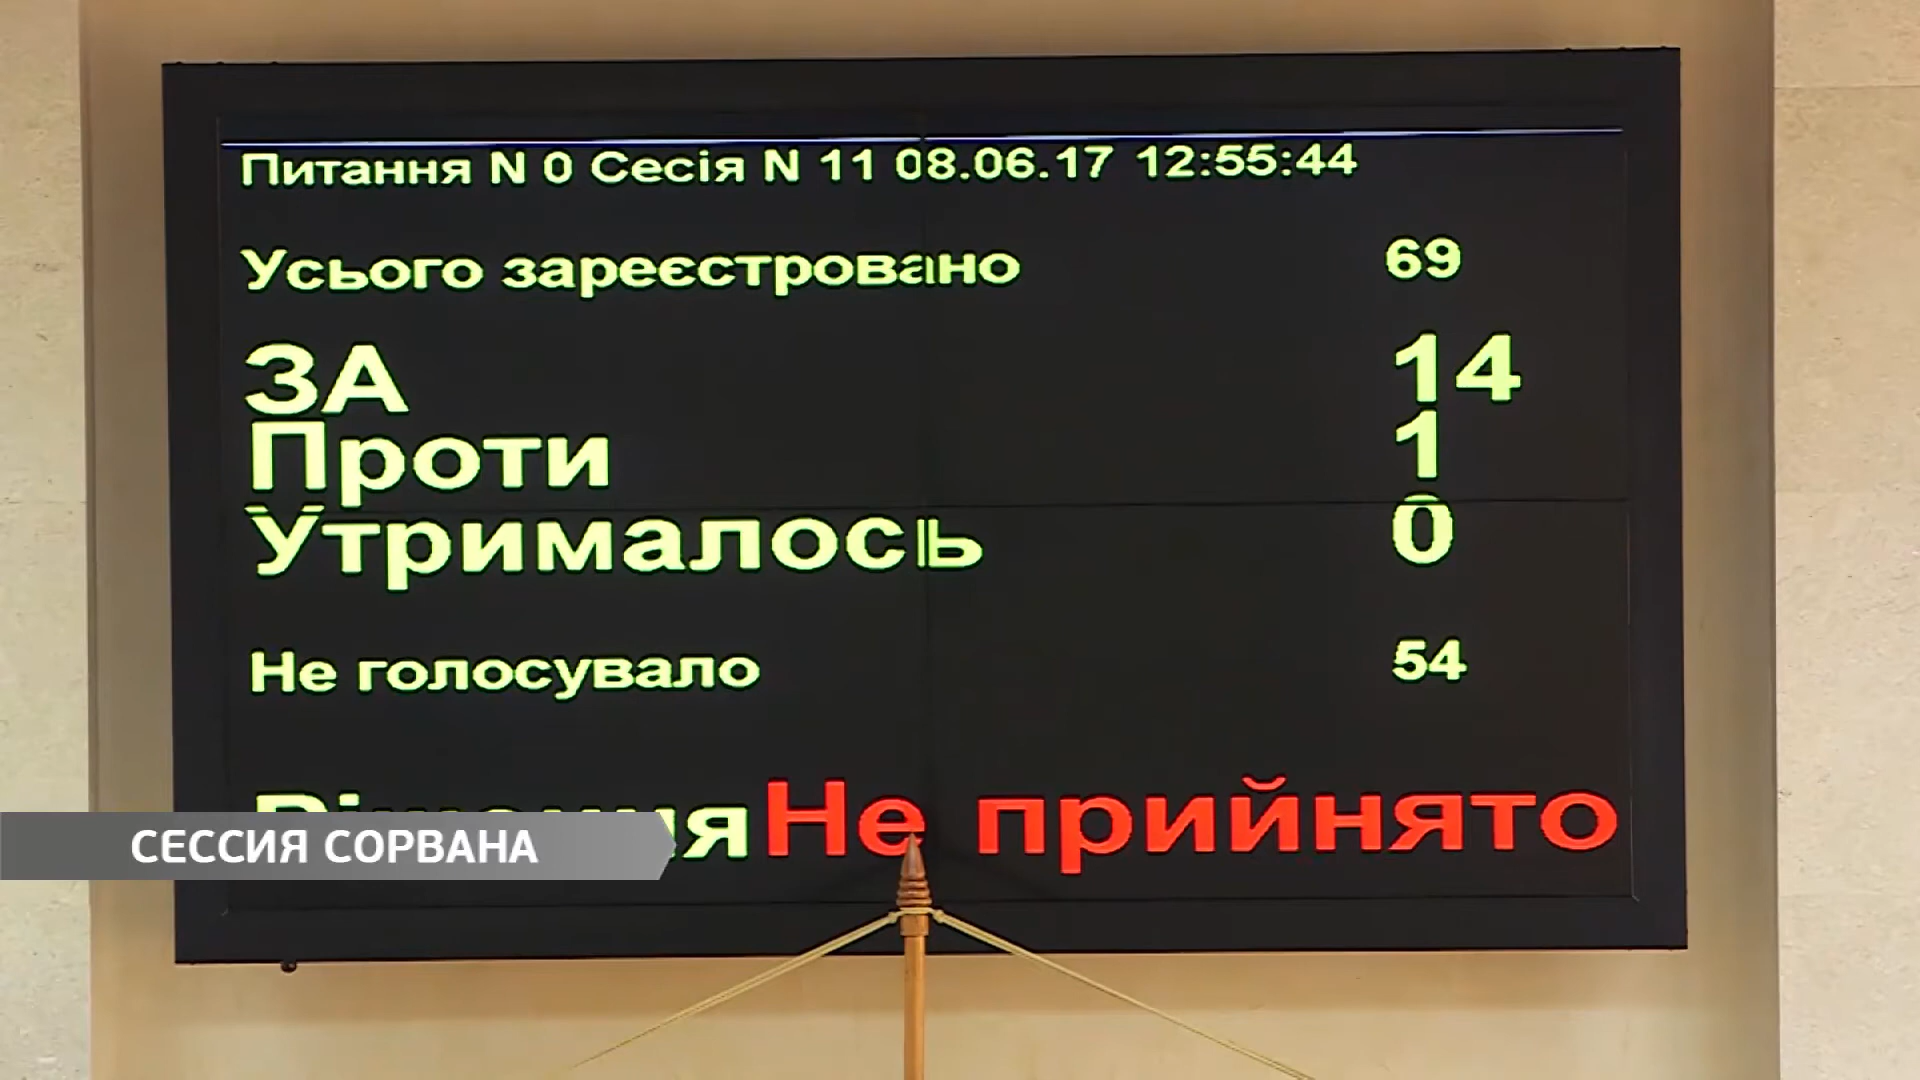 Питання N 0 Сесія N 11 08.06.17 12:55:44
Усього зареєстровано 69
ЗА 14
Проти 1
Утрималось 0
Не голосувало 54
Не прийнято
СЕССИЯ СОРВАНА